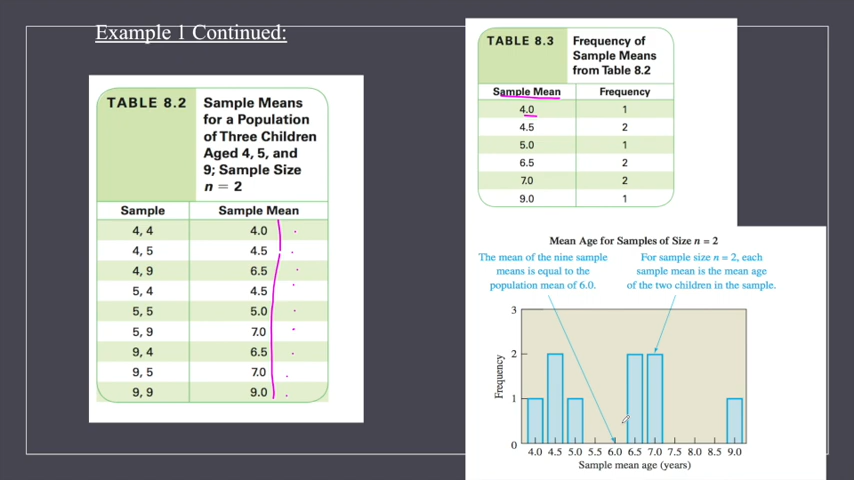 Example 1 Continued:
TABLE 8.2
Sample Means
for a Population
of Three Children
Aged 4, 5, and
9; Sample Size
n = 2
Sample Sample Mean
4, 4 4.0
4, 5 4.5
4, 9 6.5
5, 4 4.5
5, 5 5.0
5, 9 7.0
9, 4 6.5
9, 5 7.0
9, 9 9.0
TABLE 8.3
Frequency of
Sample Means
from Table 8.2
Sample Mean Frequency
4.0 1
4.5 2
5.0 1
6.5 2
7.0 2
9.0 1
Mean Age for Samples of Size n = 2
The mean of the nine sample
means is equal to the
population mean of 6.0.
For sample size n = 2, each
sample mean is the mean age
of the two children in the sample.
3
2
1
0
Frequency
4.0 4.5 5.0 5.5 6.0 6.5 7.0 7.5 8.0 8.5 9.0
Sample mean age (years)